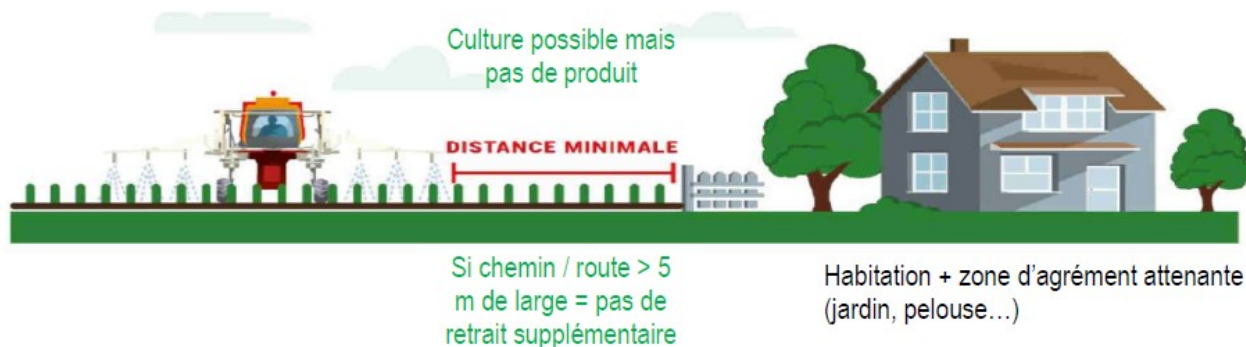 Culture possible mais
pas de produit
DISTANCE MINIMALE
Si chemin / route > 5
m de large = pas de
retrait supplémentaire
Habitation + zone d'agrément attenante
(jardin, pelouse…)